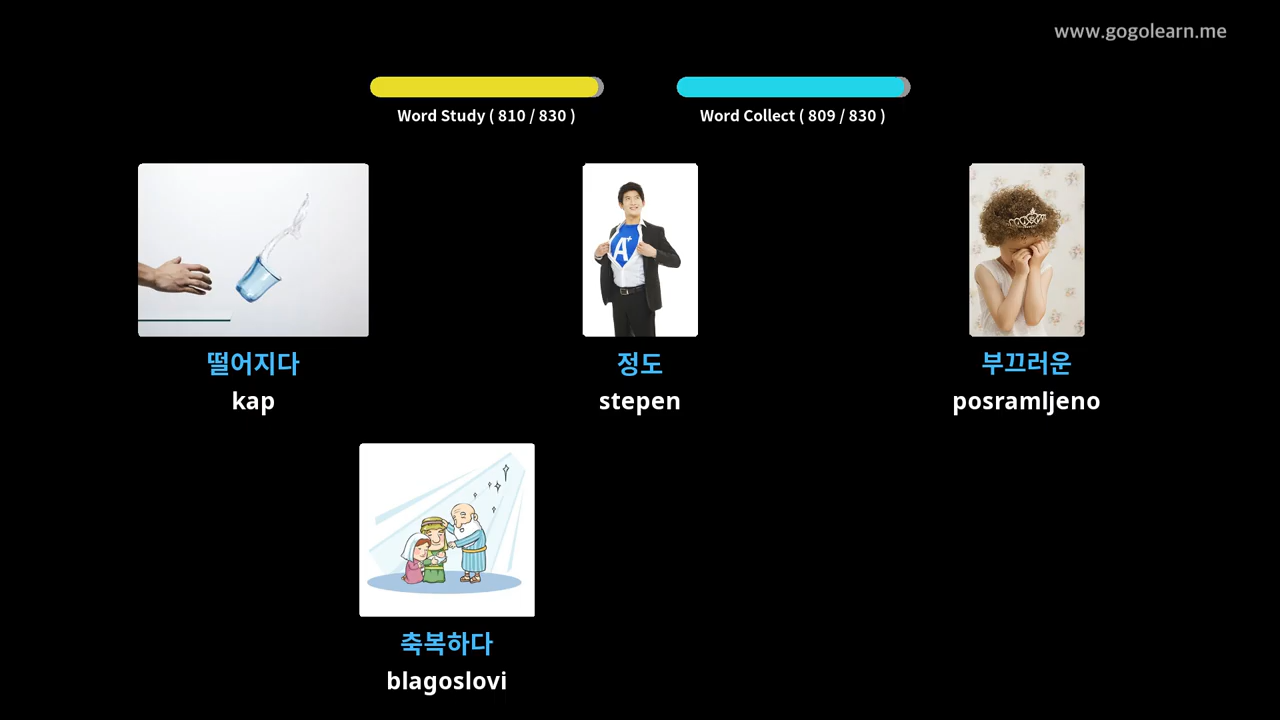 www.gogolearn.me
Word Study ( 810 / 830 )
Word Collect ( 809 / 830 )
A+
떨어지다
kap
정도
stepen
부끄러운
posramljeno
축복하다
blagoslovi